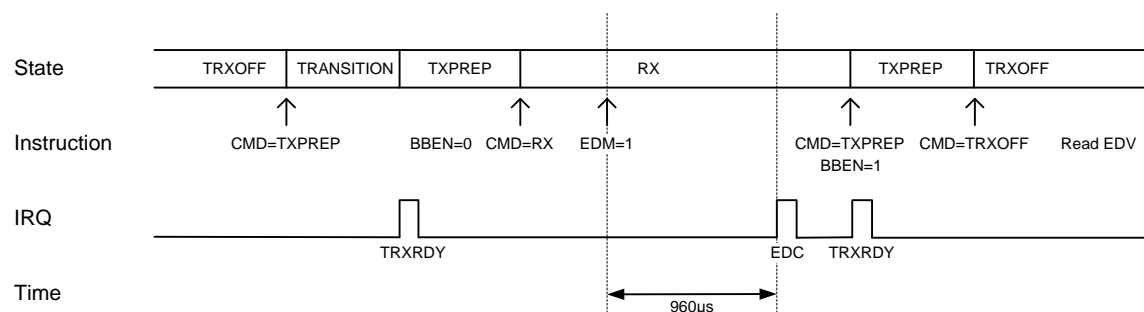 State
TRXOFF TRANSITION TXPREP RX TXPREP TRXOFF
Instruction
CMD=TXPREP BBEN=0 CMD=RX EDM=1 CMD=TXPREP CMD=TRXOFF Read EDV
BBEN=1
IRQ
TRXRDY EDC TRXRDY
Time
960µs